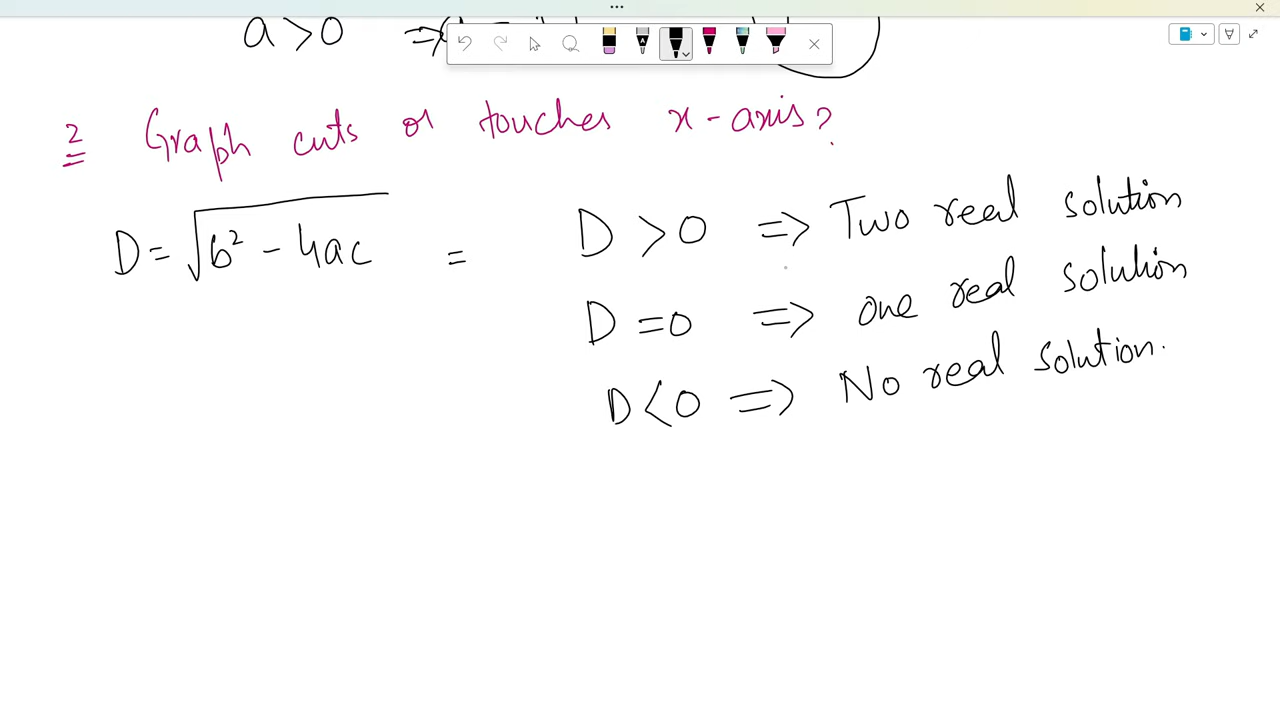 a > 0 ⇒
2 Graph cuts or touches x-axis?
D = √b² - 4ac = D > 0 ⇒ Two real solution
D = 0 ⇒ one real solution
D < 0 ⇒ No real solution.